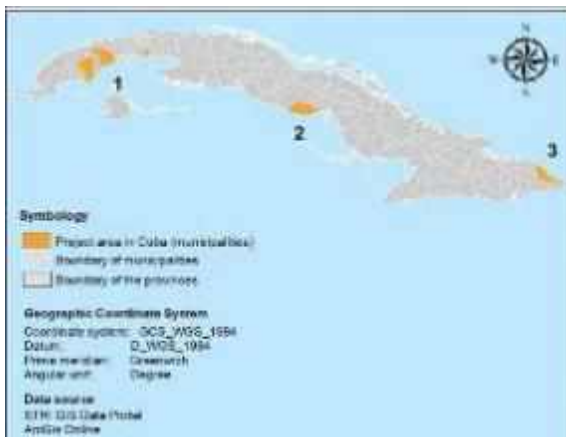 N
W E
S
1
2
3
Symbology
Project area in Cuba (municipalities)
Boundary of municipalities
Boundary of the provinces
Geographic Coordinate System
Coordinate system: GCS_WGS_1984
Datum: D_WGS_1984
Prime meridian: Greenwich
Angular unit: Degree
Data source
GIS Data Portal
ArcGis Online